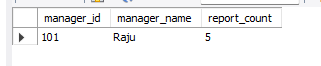 manager_id manager_name report_count
101 Raju 5